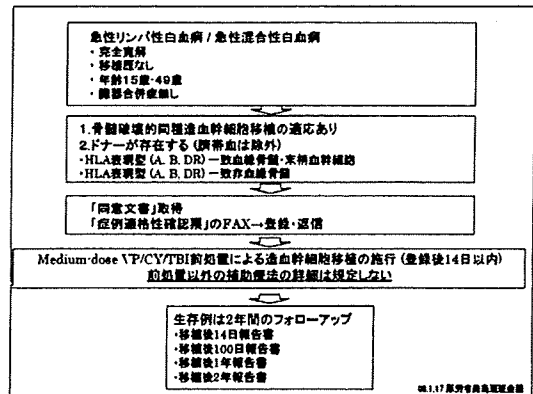 急性リンパ性白血病 / 急性混合性白血病
・完全寛解
・移植歴なし
・年齢15歳-49歳
・臓器合併症無し
1.骨髄破壊的同種造血幹細胞移植の適応あり
2.ドナーが存在する (臍帯血は除外)
・HLA表現型 (A, B, DR) 一致血縁骨髄・末梢血幹細胞
・HLA表現型 (A, B, DR) 一致非血縁骨髄
「同意文書」取得
「症例適格性確認票」のFAX→登録・返信
Medium-dose VP/CY/TBI前処置による造血幹細胞移植の施行 (登録後14日以内)
前処置以外の補助療法の詳細は規定しない
生存例は2年間のフォローアップ
・移植後14日報告書
・移植後100日報告書
・移植後1年報告書
・移植後2年報告書
08.1.17 厚労省